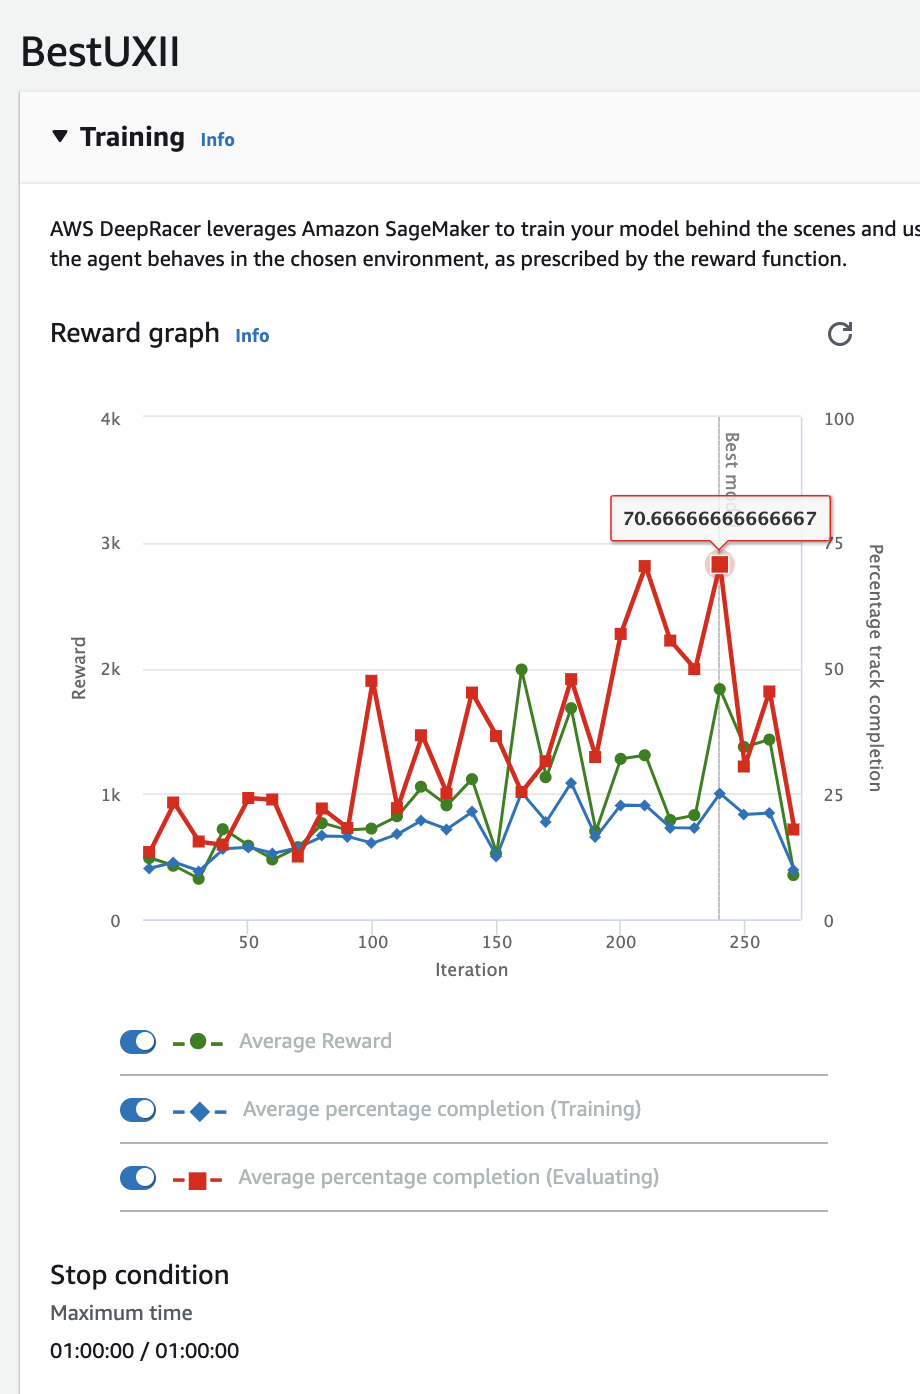 BestUXII
Training Info
AWS DeepRacer leverages Amazon SageMaker to train your model behind the scenes and us
the agent behaves in the chosen environment, as prescribed by the reward function.
Reward graph Info
4k
3k
2k
1k
0
Reward
100
75
50
25
0
Percentage track completion
Best mod
70.66666666666667
50 100 150 200 250
Iteration
Average Reward
Average percentage completion (Training)
Average percentage completion (Evaluating)
Stop condition
Maximum time
01:00:00 / 01:00:00